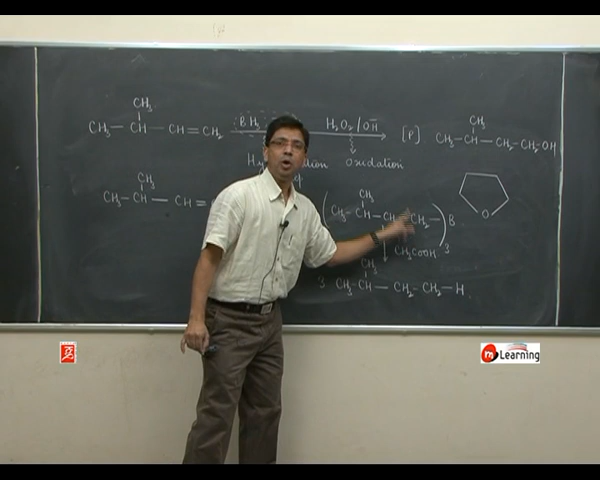 CH₃
CH₃ — CH — CH = CH₂ BH₃ H₂O₂ / OH⁻ [P]
CH₃
CH₃ — CH — CH₂ — CH₂ — OH
Oxidation
CH₃
CH₃ — CH — CH =
CH₃
( CH₃ — CH — CH₂ — CH₂ — )₃ B
O
CH₃COOH
CH₃
3 CH₃ — CH — CH₂ — CH₂ — H
m Learning